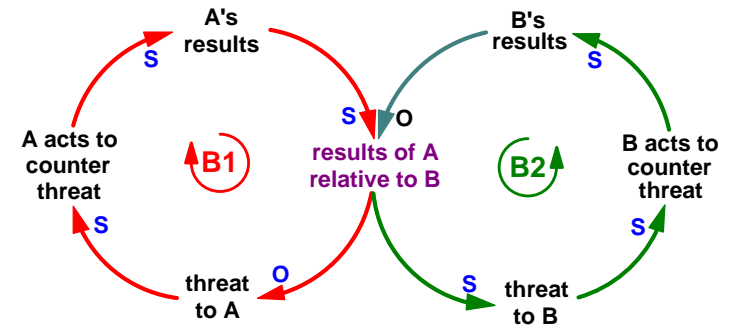 A's
results
B's
results
S
S
S
O
A acts to
counter
threat
B1
results of A
relative to B
B2
B acts to
counter
threat
S
S
O
S
threat
to A
threat
to B